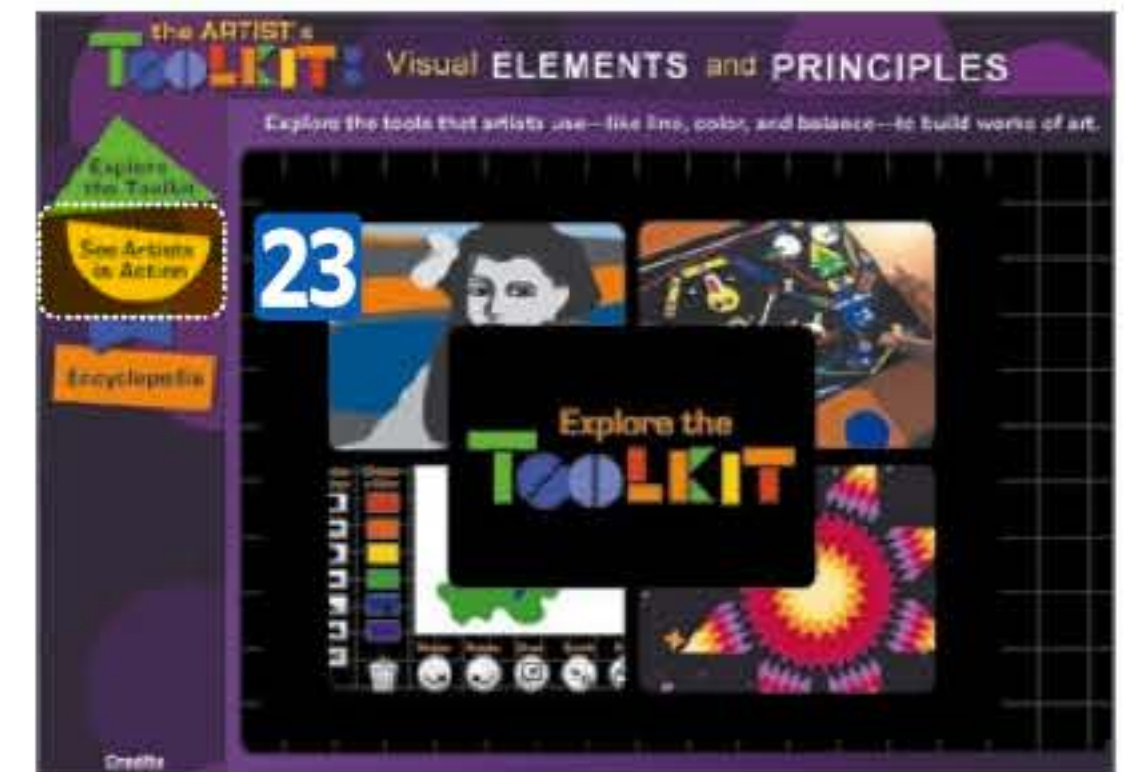 the ARTIST's
TOOLKIT:
Visual ELEMENTS and PRINCIPLES
Explore the tools that artists use—like line, color, and balance—to build works of art.
Explore
the Toolkit
See Artists
in Action
Encyclopedia
23
Explore the
TOOLKIT
Credits